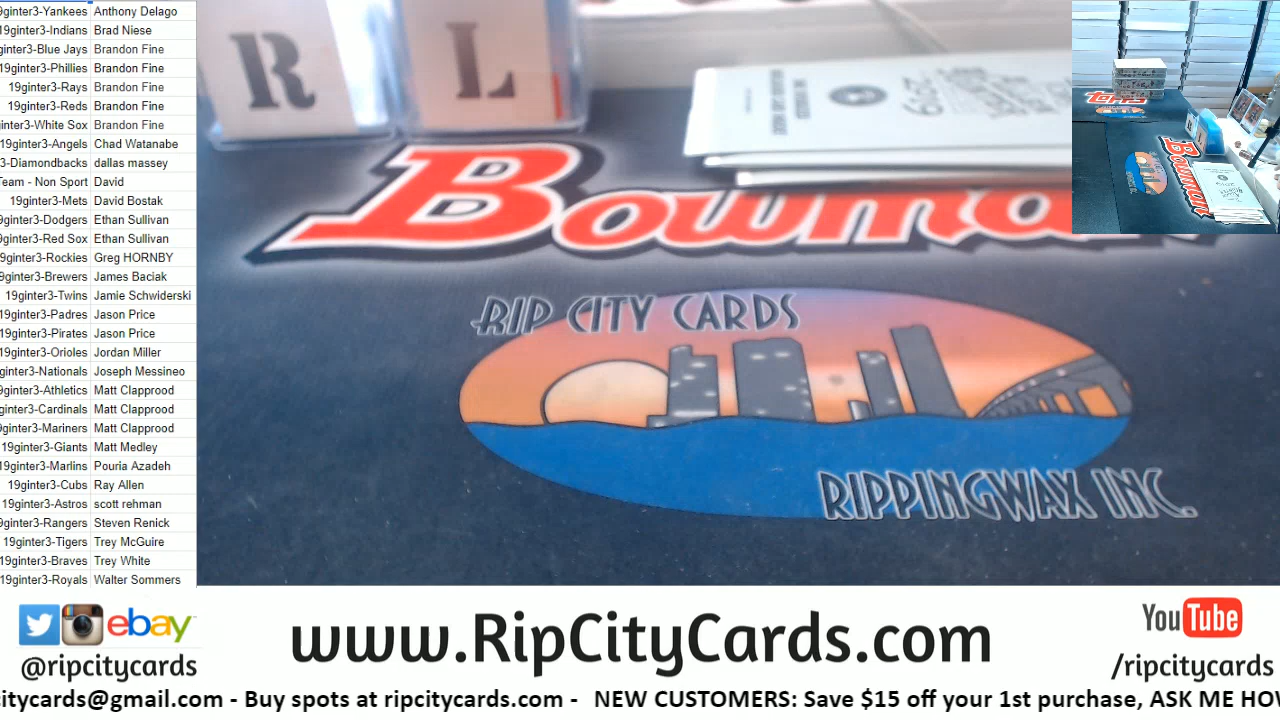 9ginter3-Yankees Anthony Delago
19ginter3-Indians Brad Niese
ginter3-Blue Jays Brandon Fine
19ginter3-Phillies Brandon Fine
19ginter3-Rays Brandon Fine
19ginter3-Reds Brandon Fine
ginter3-White Sox Brandon Fine
19ginter3-Angels Chad Watanabe
3-Diamondbacks dallas massey
Team - Non Sport David
19ginter3-Mets David Bostak
9ginter3-Dodgers Ethan Sullivan
9ginter3-Red Sox Ethan Sullivan
9ginter3-Rockies Greg HORNBY
9ginter3-Brewers James Baciak
19ginter3-Twins Jamie Schwiderski
19ginter3-Padres Jason Price
19ginter3-Pirates Jason Price
19ginter3-Orioles Jordan Miller
ginter3-Nationals Joseph Messineo
9ginter3-Athletics Matt Clapprood
ginter3-Cardinals Matt Clapprood
9ginter3-Mariners Matt Clapprood
19ginter3-Giants Matt Medley
19ginter3-Marlins Pouria Azadeh
19ginter3-Cubs Ray Allen
19ginter3-Astros scott rehman
9ginter3-Rangers Steven Renick
19ginter3-Tigers Trey McGuire
19ginter3-Braves Trey White
19ginter3-Royals Walter Sommers
R L
2019
Bowma
RIP CITY CARDS
RIPPINGWAX INC.
Topps
Bowman
ebay
@ripcitycards
www.RipCityCards.com
YouTube
/ripcitycards
citycards@gmail.com - Buy spots at ripcitycards.com - NEW CUSTOMERS: Save $15 off your 1st purchase, ASK ME HOW